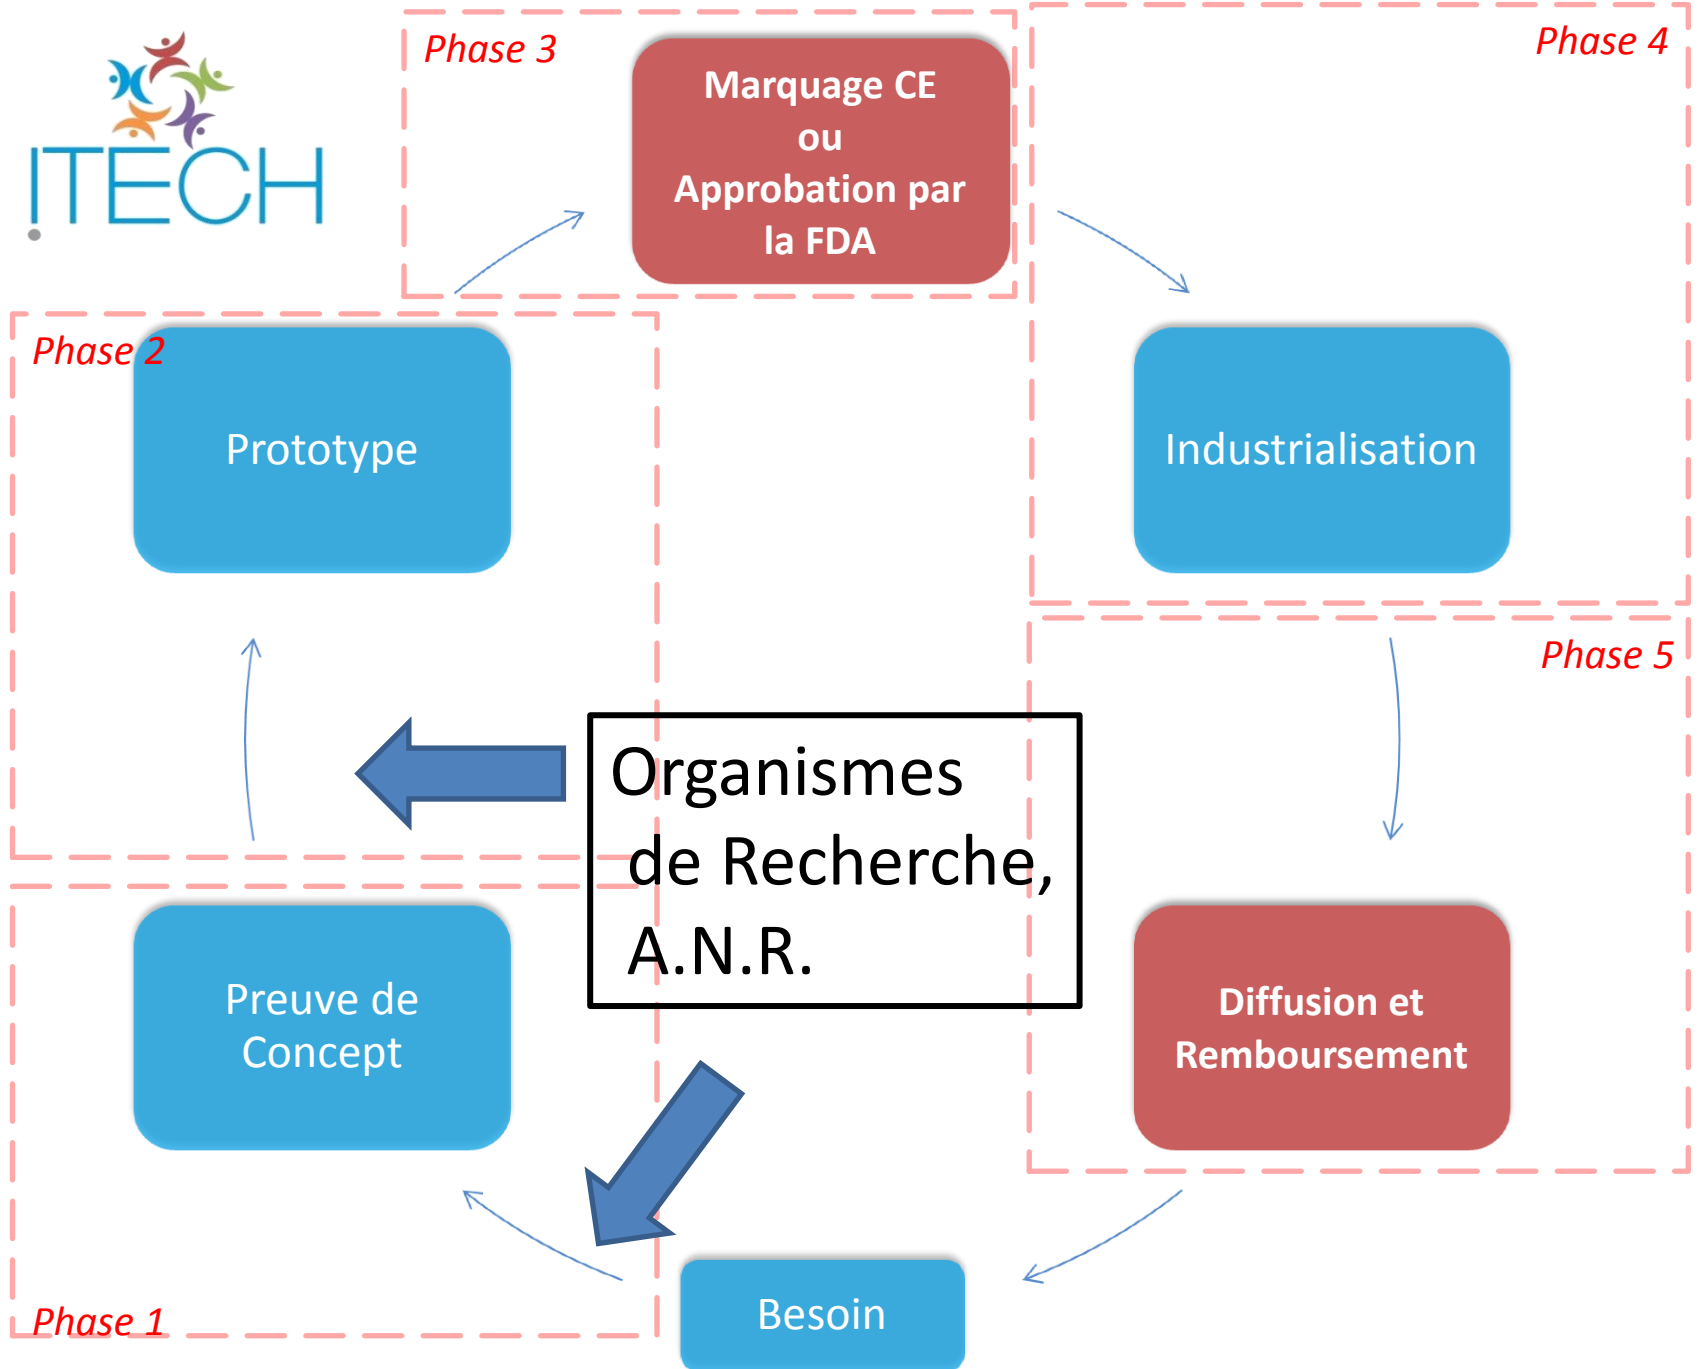 ITECH
Phase 3
Marquage CE
ou
Approbation par
la FDA
Phase 4
Phase 2
Prototype
Industrialisation
Phase 5
Organismes
de Recherche,
A.N.R.
Preuve de
Concept
Diffusion et
Remboursement
Phase 1
Besoin